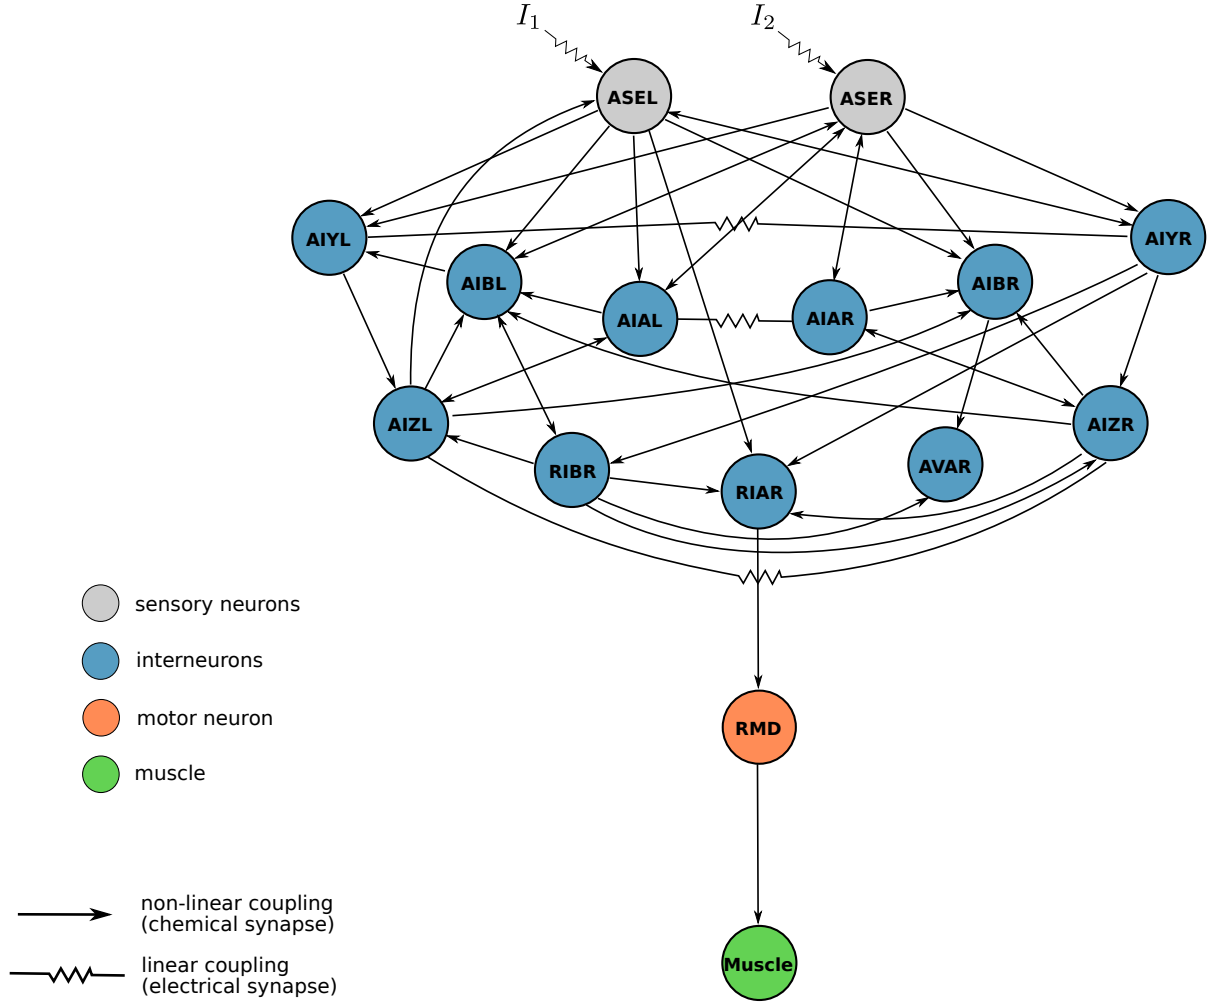 I₁
I₂
ASEL
ASER
AIYL
AIYR
AIBL
AIBR
AIAL
AIAR
AIZL
AIZR
RIBR
RIAR
AVAR
sensory neurons
interneurons
motor neuron
RMD
muscle
non-linear coupling
(chemical synapse)
linear coupling
(electrical synapse)
Muscle